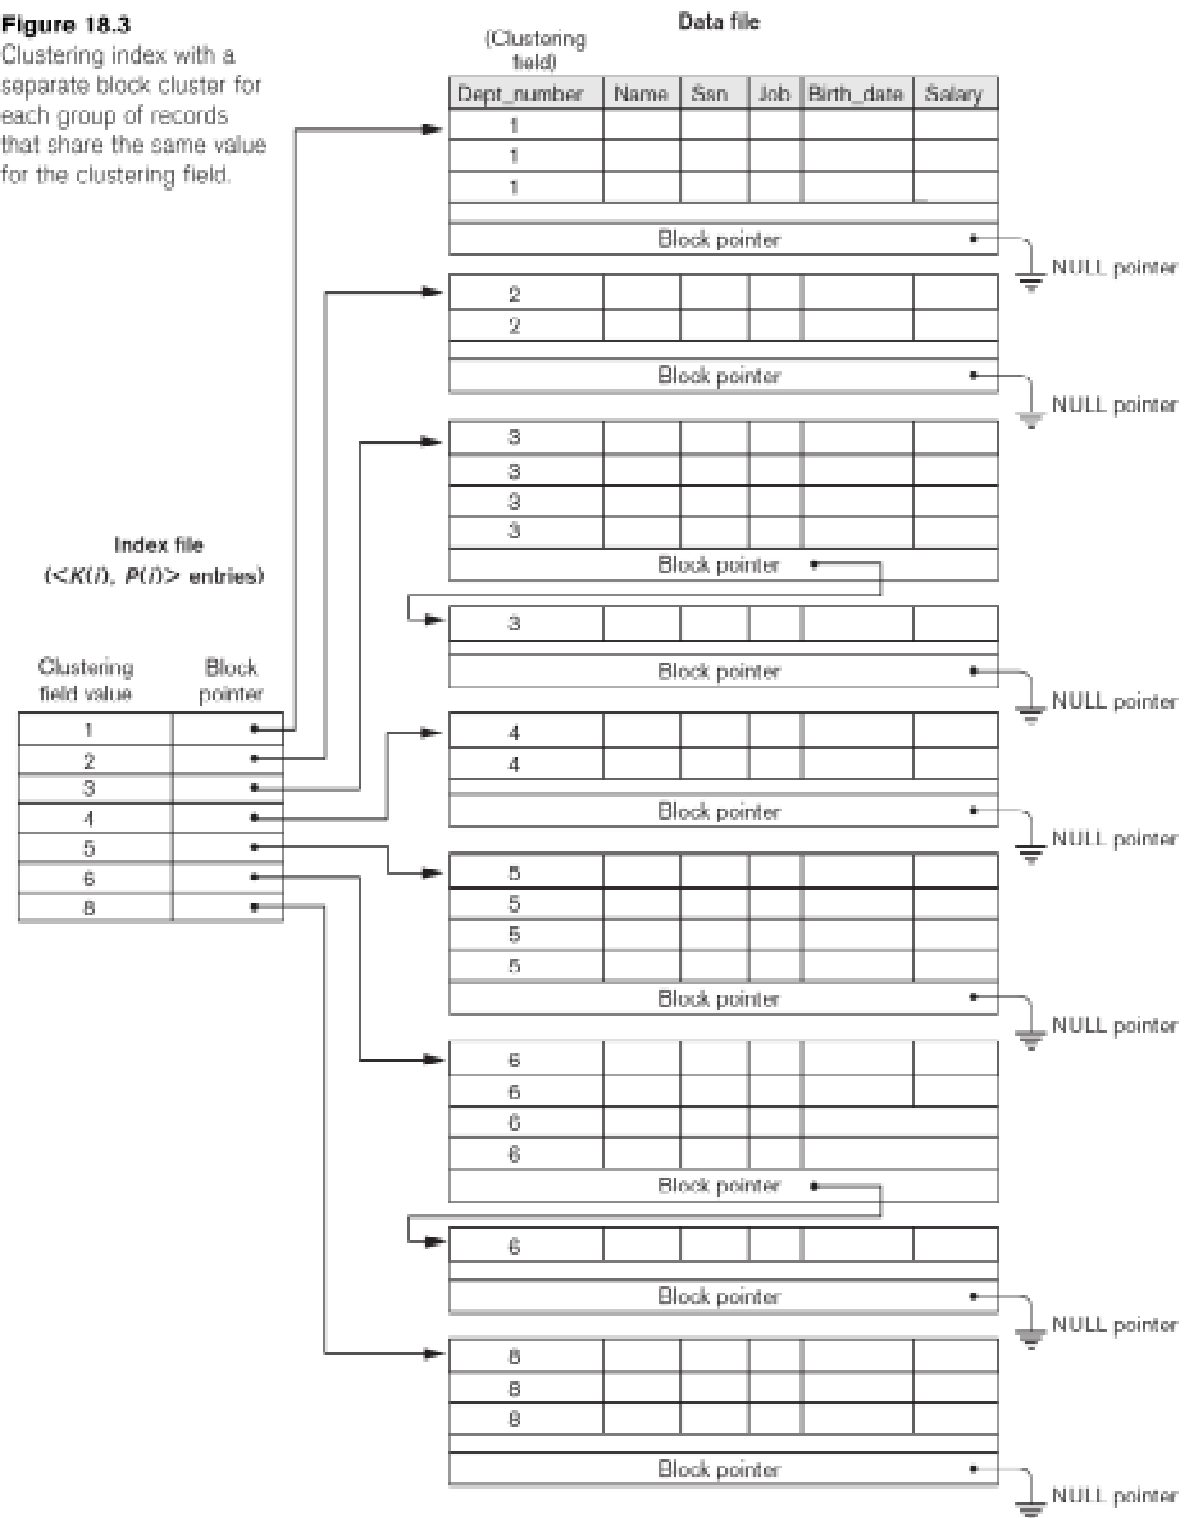 Figure 18.3
Clustering index with a
separate block cluster for
each group of records
that share the same value
for the clustering field.
Data file
(Clustering
field)
Dept_number Name Ssn Job Birth_date Salary
1
1
1
Block pointer
NULL pointer
2
2
Block pointer
NULL pointer
3
3
3
3
Block pointer
3
Block pointer
NULL pointer
Index file
(<K(i), P(i)> entries)
Clustering
field value
Block
pointer
1
2
3
4
5
6
8
4
4
Block pointer
NULL pointer
5
5
5
5
Block pointer
NULL pointer
6
6
6
6
Block pointer
6
Block pointer
NULL pointer
8
8
8
Block pointer
NULL pointer